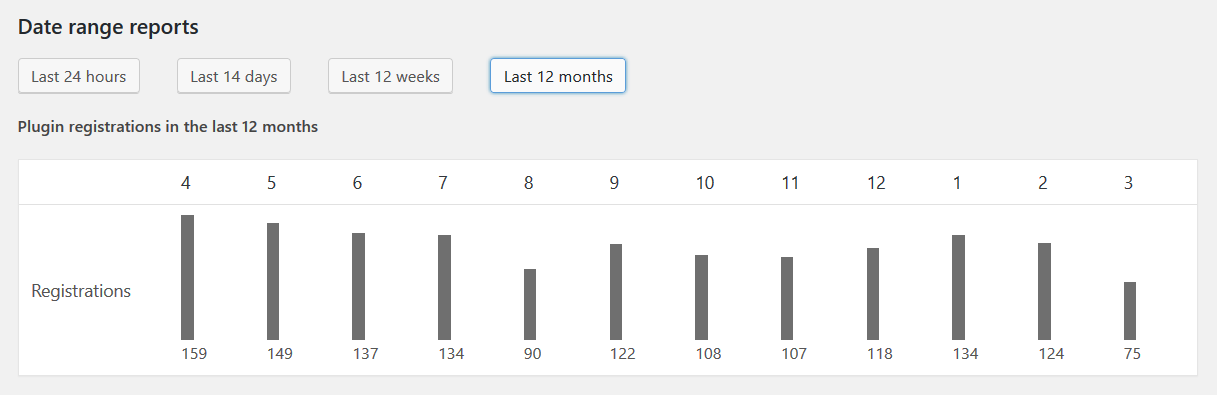 Date range reports
Last 24 hours Last 14 days Last 12 weeks Last 12 months
Plugin registrations in the last 12 months
4 5 6 7 8 9 10 11 12 1 2 3
Registrations
159 149 137 134 90 122 108 107 118 134 124 75